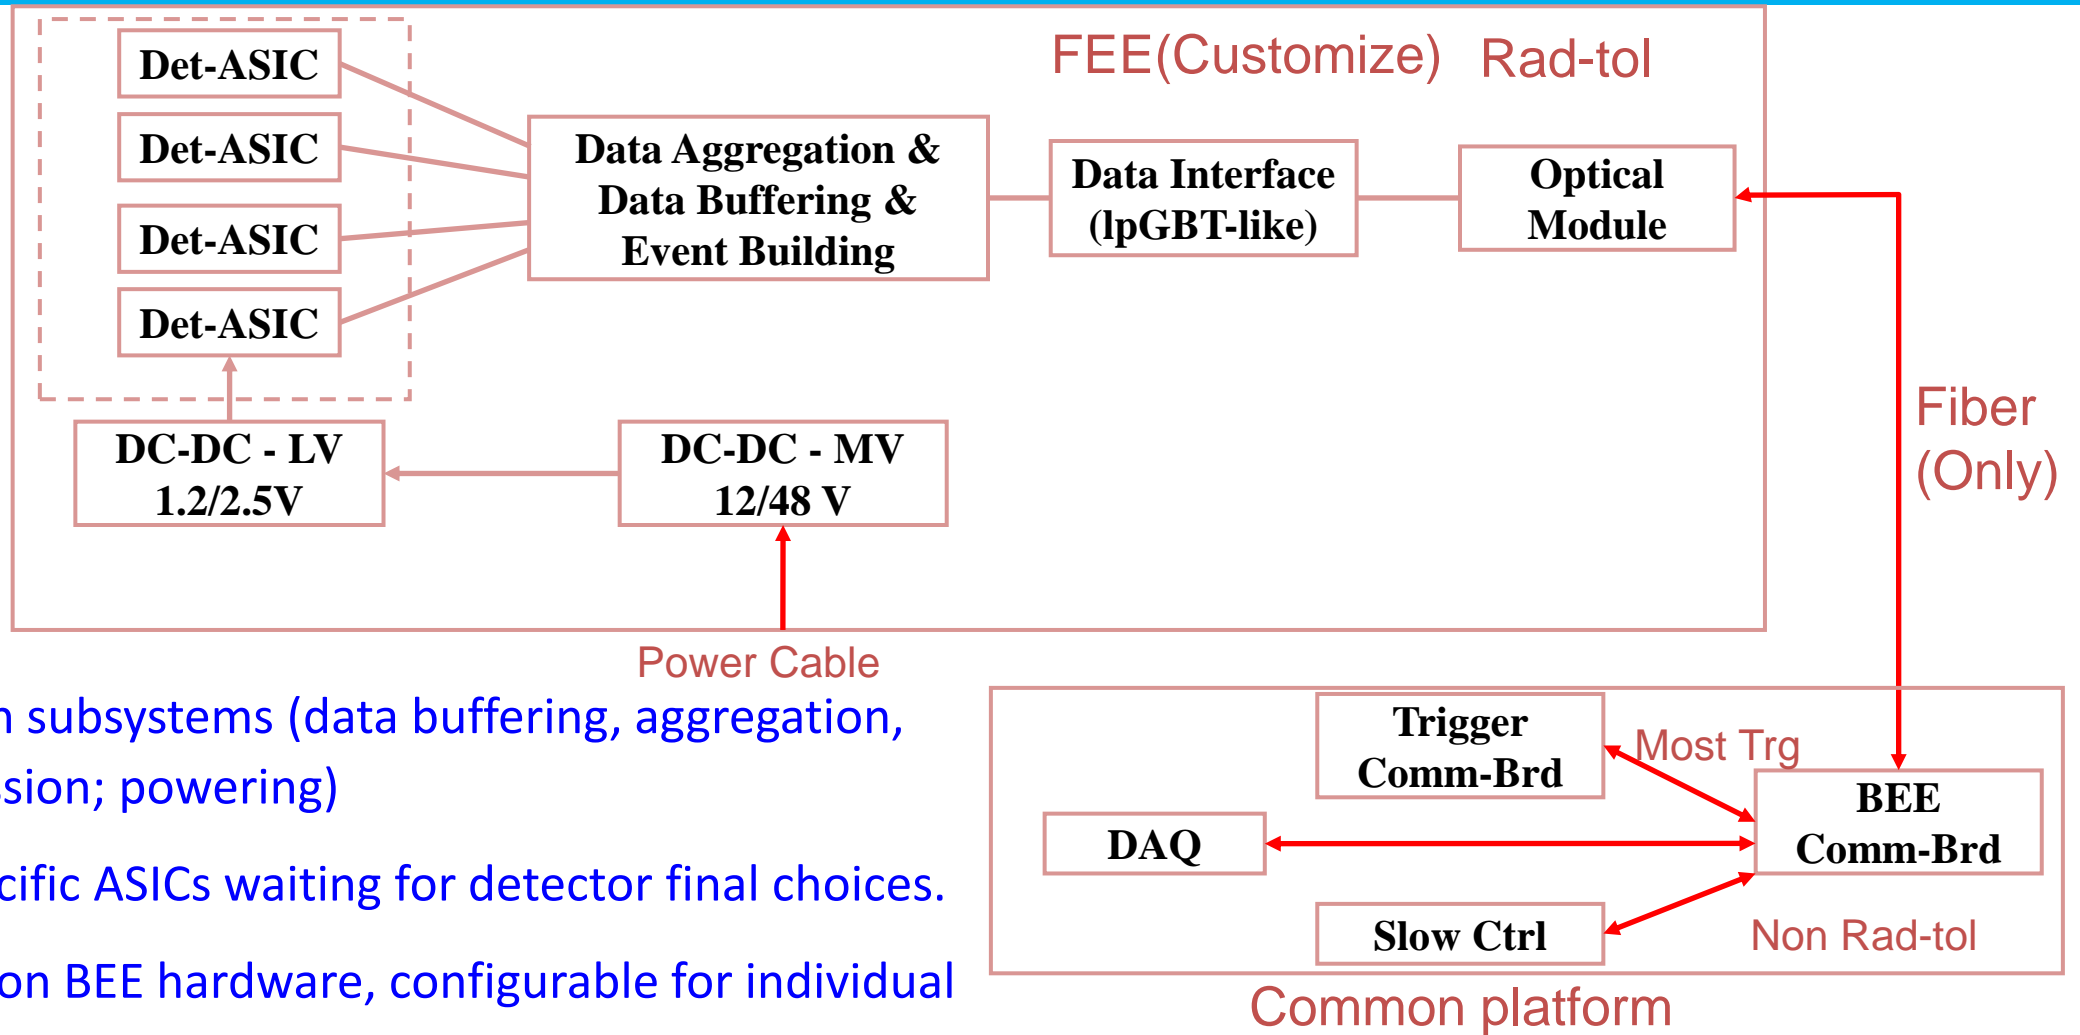 FEE(Customize) Rad-tol
Det-ASIC
Det-ASIC
Det-ASIC
Det-ASIC
Data Aggregation &
Data Buffering &
Event Building
Data Interface
(lpGBT-like)
Optical
Module
DC-DC - LV
1.2/2.5V
DC-DC - MV
12/48 V
Power Cable
Fiber
(Only)
subsystems (data buffering, aggregation,
powering)
ASICs waiting for detector final choices.
BEE hardware, configurable for individual
Trigger
Comm-Brd
Most Trg
DAQ
BEE
Comm-Brd
Slow Ctrl
Non Rad-tol
Common platform